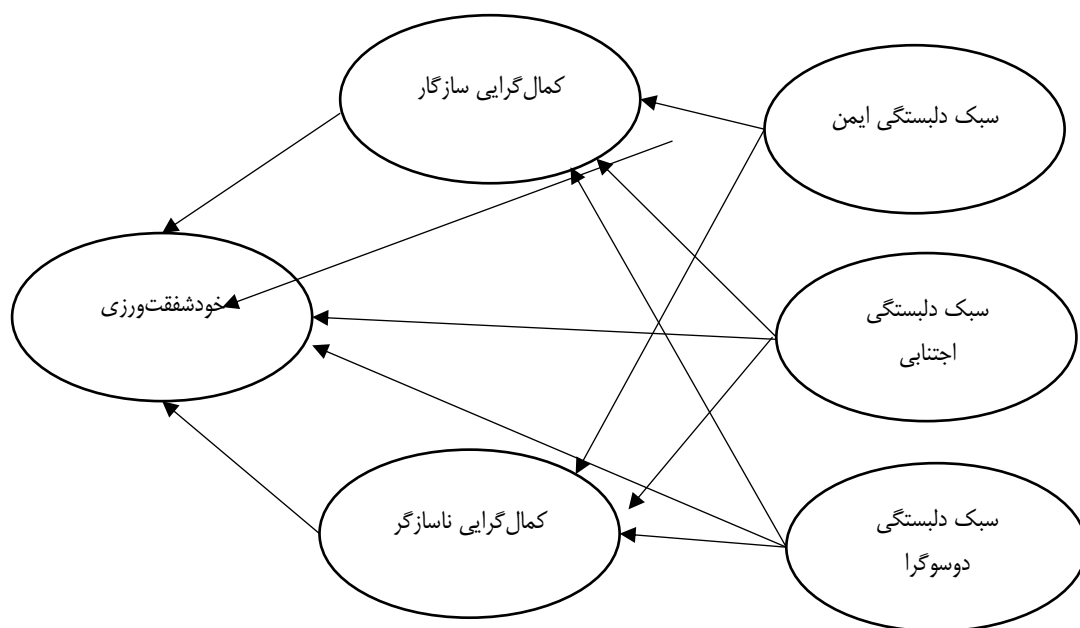 کمال‌گرایی سازگار
سبک دلبستگی ایمن
خودشفقت‌ورزی
سبک دلبستگی
اجتنابی
کمال‌گرایی ناسازگر
سبک دلبستگی
دوسوگرا